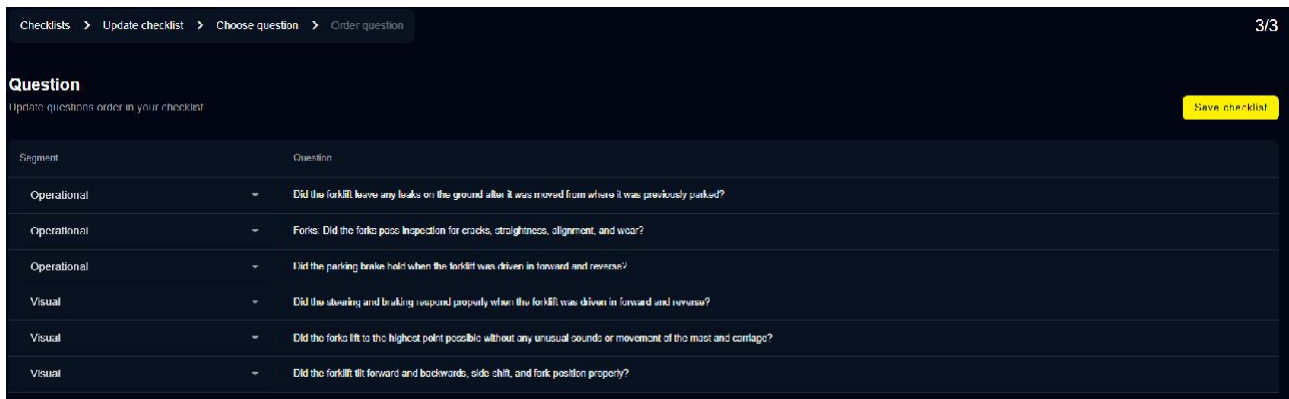 Checklists > Update checklist > Choose question > Order question 3/3
Question
Update questions order in your checklist
Save checklist
Segment Question
Operational Did the forklift leave any leaks on the ground after it was moved from where it was previously parked?
Operational Forks: Did the forks pass inspection for cracks, straightness, alignment, and wear?
Operational Did the parking brake hold when the forklift was driven in forward and reverse?
Visual Did the steering and braking respond properly when the forklift was driven in forward and reverse?
Visual Did the forks lift to the highest point possible without any unusual sounds or movement of the mast and carriage?
Visual Did the forklift tilt forward and backwards, side shift, and fork position properly?